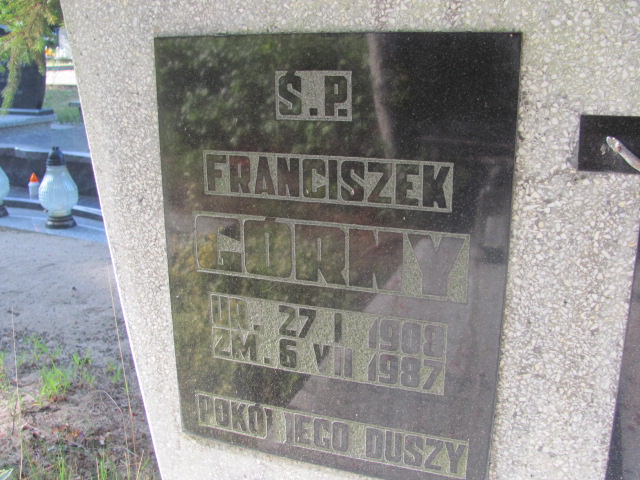 Ś.P.
FRANCISZEK
GÓRNY
UR. 27 I 1908
ZM. 6 VII 1987
POKÓJ JEGO DUSZY